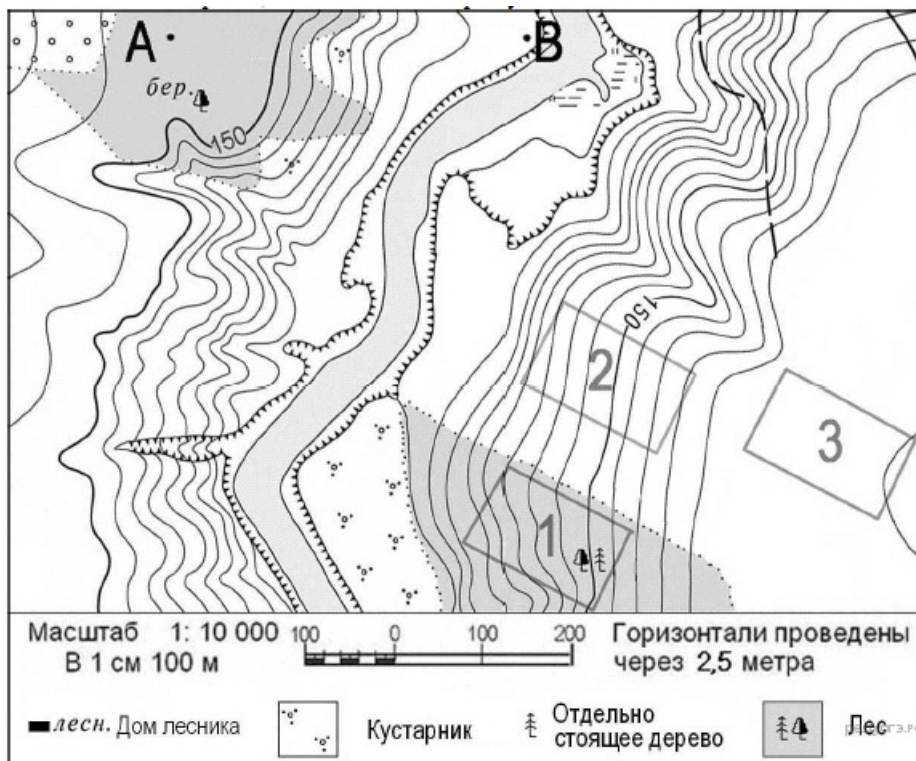 А В
бер.
150
150
2
3
1
Масштаб 1: 10 000
В 1 см 100 м
100 0 100 200
Горизонтали проведены
через 2,5 метра
лесн. Дом лесника
Кустарник
Отдельно
стоящее дерево
Лес